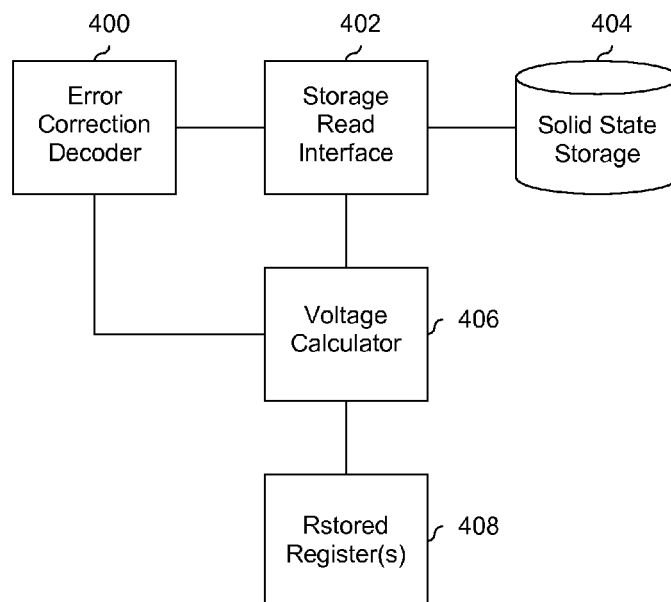 400
402
404
Error
Correction
Decoder
Storage
Read
Interface
Solid State
Storage
Voltage
Calculator
406
Rstored
Register(s)
408